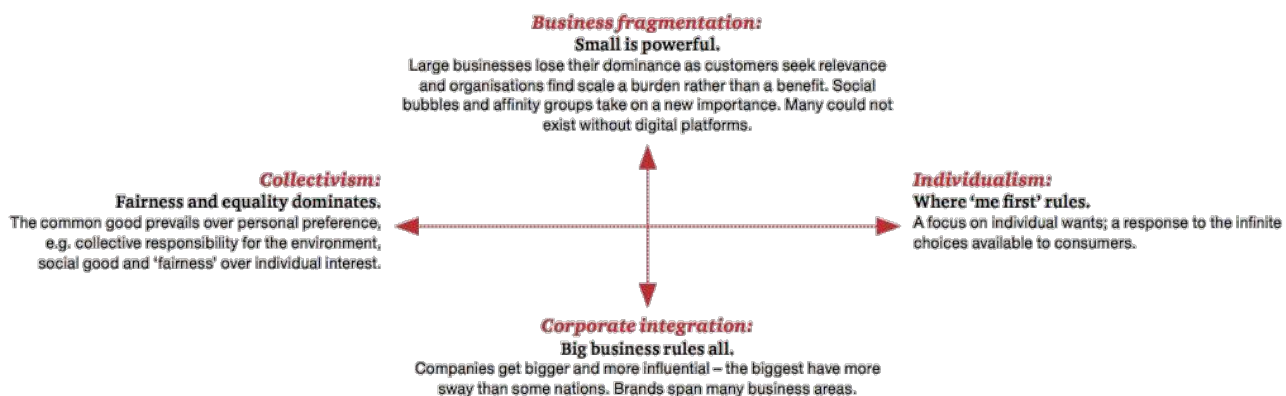 Business fragmentation:
Small is powerful.
Large businesses lose their dominance as customers seek relevance
and organisations find scale a burden rather than a benefit. Social
bubbles and affinity groups take on a new importance. Many could not
exist without digital platforms.
Collectivism:
Fairness and equality dominates.
The common good prevails over personal preference,
e.g. collective responsibility for the environment,
social good and ‘fairness’ over individual interest.
Individualism:
Where ‘me first’ rules.
A focus on individual wants; a response to the infinite
choices available to consumers.
Corporate integration:
Big business rules all.
Companies get bigger and more influential – the biggest have more
sway than some nations. Brands span many business areas.